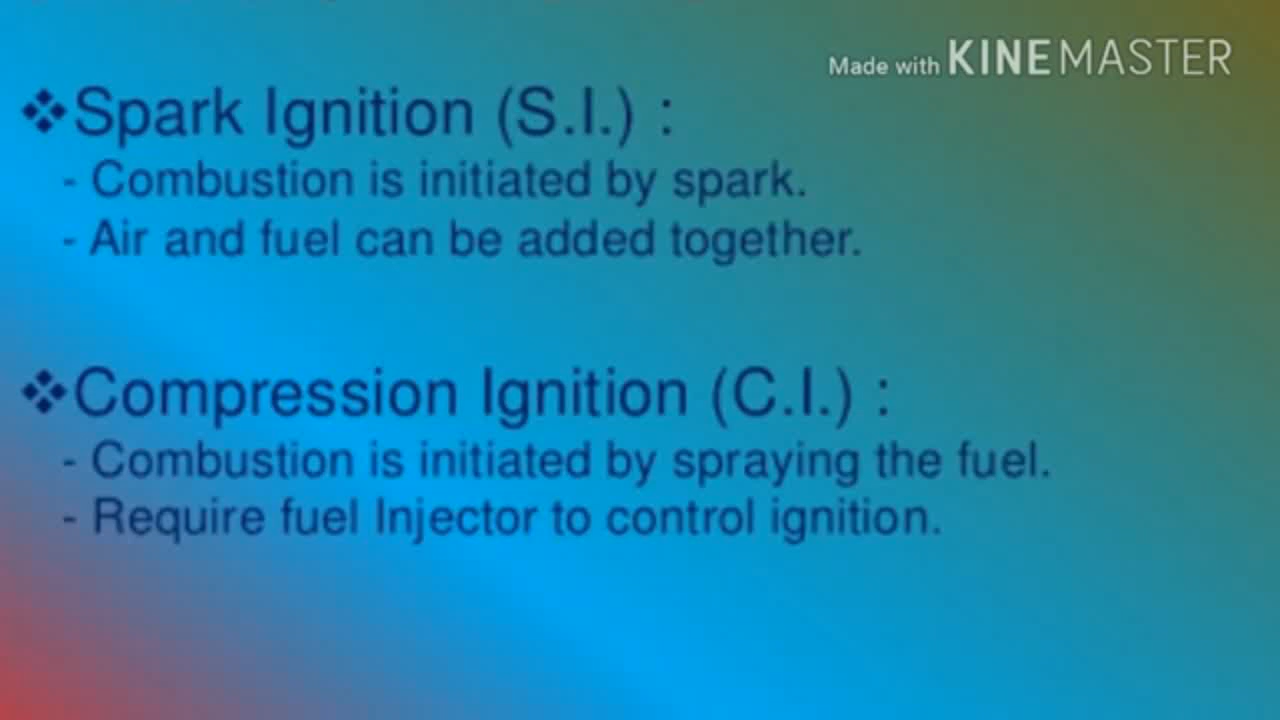 Made with KINEMASTER
❖Spark Ignition (S.I.) :
- Combustion is initiated by spark.
- Air and fuel can be added together.
❖Compression Ignition (C.I.) :
- Combustion is initiated by spraying the fuel.
- Require fuel Injector to control ignition.